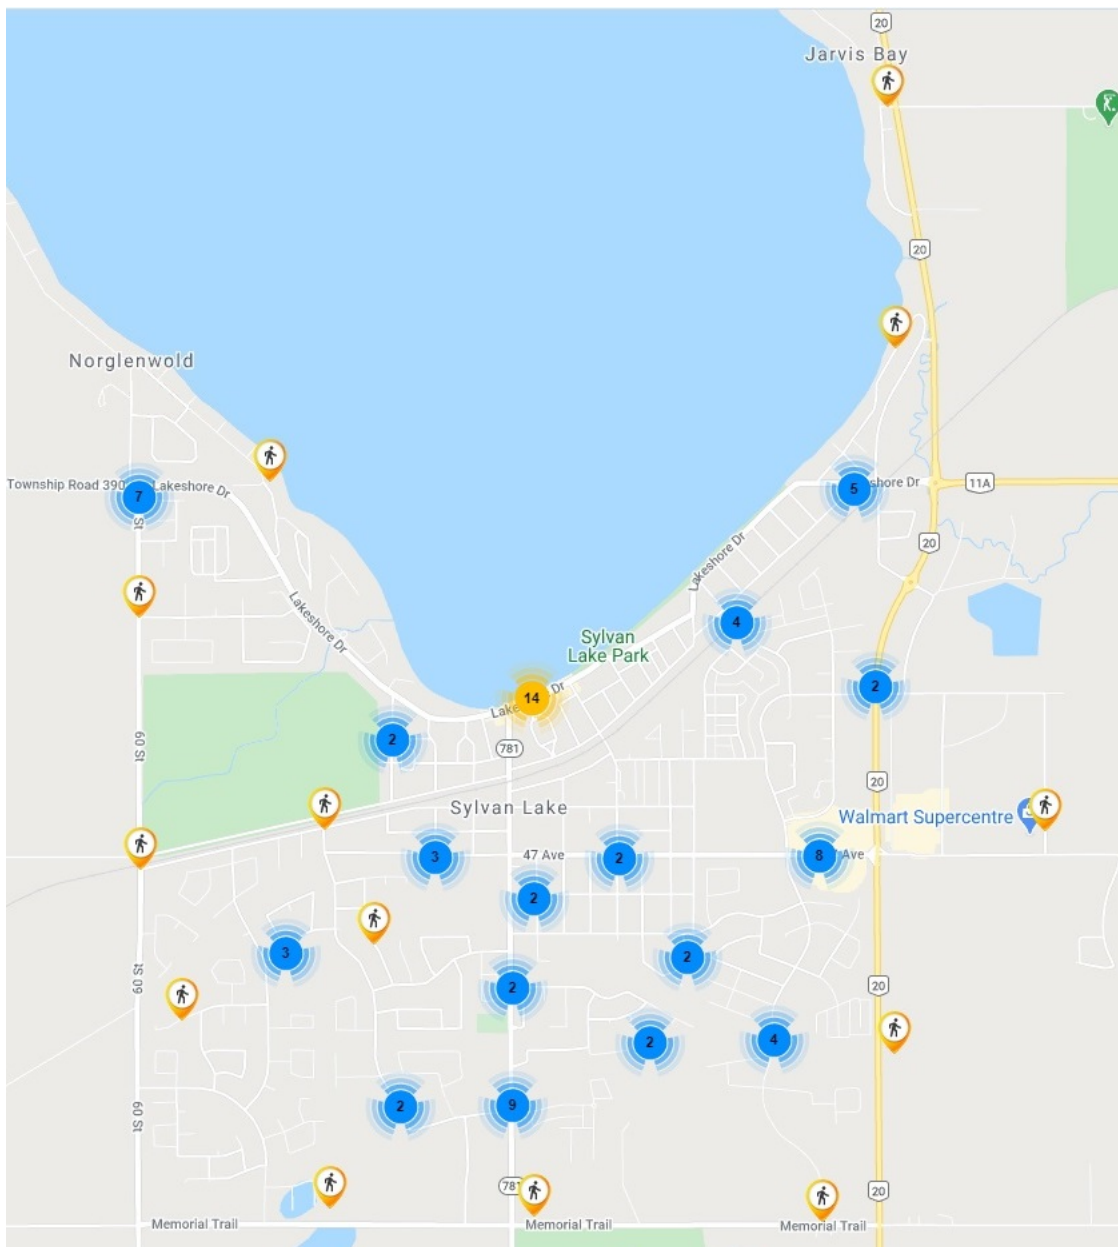 20
Jarvis Bay
20
Norglenwold
Township Road 390
Lakeshore Dr
shore Dr
11A
7
5
St
20
Lakeshore Dr
Lakeshore Dr
4
Sylvan
Lake Park
2
14
Lake
Dr
2
781
60 St
20
Sylvan Lake
Walmart Supercentre
3
47 Ave
2
8
Ave
2
3
2
60 St
2
20
2
4
2
9
60 St
781
20
Memorial Trail
Memorial Trail
Memorial Trail